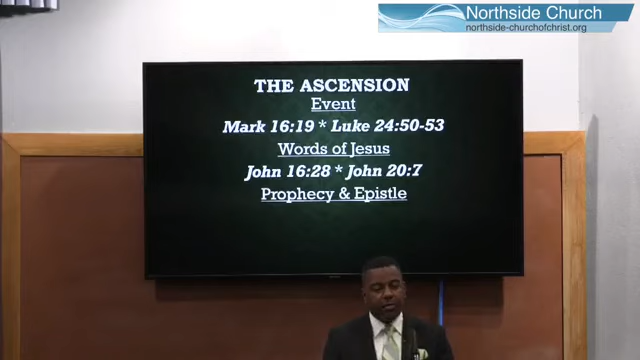 Northside Church
northside-churchofchrist.org
THE ASCENSION
Event
Mark 16:19 * Luke 24:50-53
Words of Jesus
John 16:28 * John 20:7
Prophecy & Epistle